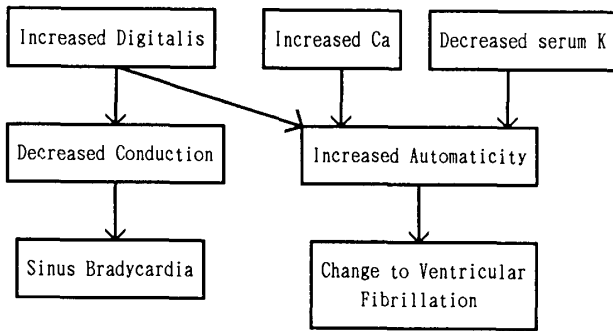 Increased Digitalis
Increased Ca
Decreased serum K
Decreased Conduction
Increased Automaticity
Sinus Bradycardia
Change to Ventricular
Fibrillation